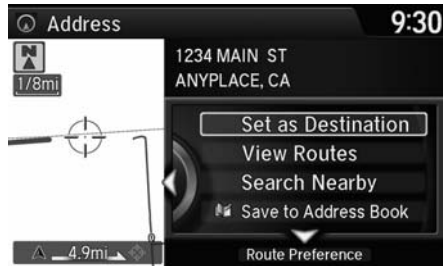 Address
9:30
N
1/8mi
1234 MAIN ST
ANYPLACE, CA
Set as Destination
View Routes
Search Nearby
Save to Address Book
4.9mi
Route Preference